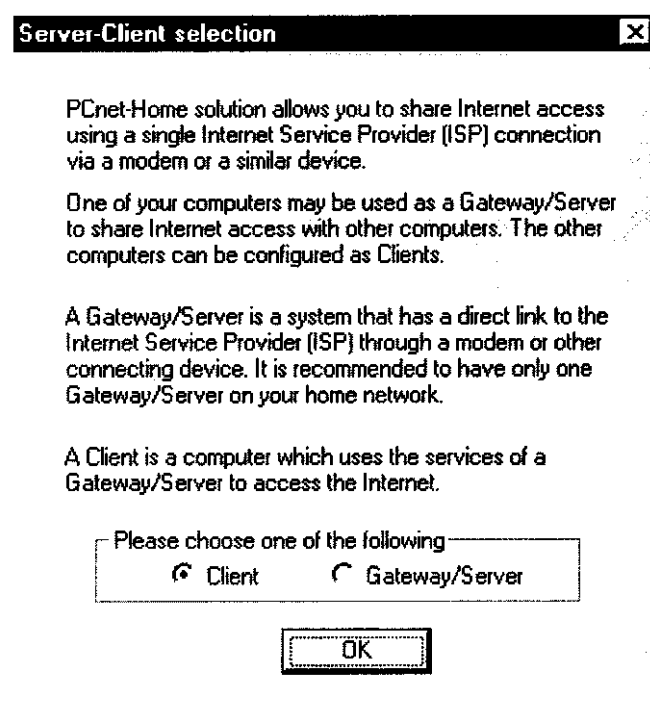 Server-Client selection
PCnet-Home solution allows you to share Internet access
using a single Internet Service Provider (ISP) connection
via a modem or a similar device.
One of your computers may be used as a Gateway/Server
to share Internet access with other computers. The other
computers can be configured as Clients.
A Gateway/Server is a system that has a direct link to the
Internet Service Provider (ISP) through a modem or other
connecting device. It is recommended to have only one
Gateway/Server on your home network.
A Client is a computer which uses the services of a
Gateway/Server to access the Internet.
Please choose one of the following
Client Gateway/Server
OK